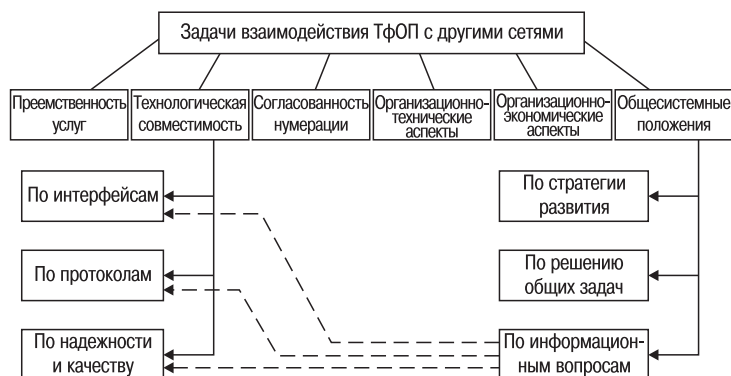 Задачи взаимодействия ТфОП с другими сетями
Преемственность
услуг
Технологическая
совместимость
Согласованность
нумерации
Организационно-
технические
аспекты
Организационно-
экономические
аспекты
Общесистемные
положения
По интерфейсам
По протоколам
По надежности
и качеству
По стратегии
развития
По решению
общих задач
По информацион-
ным вопросам